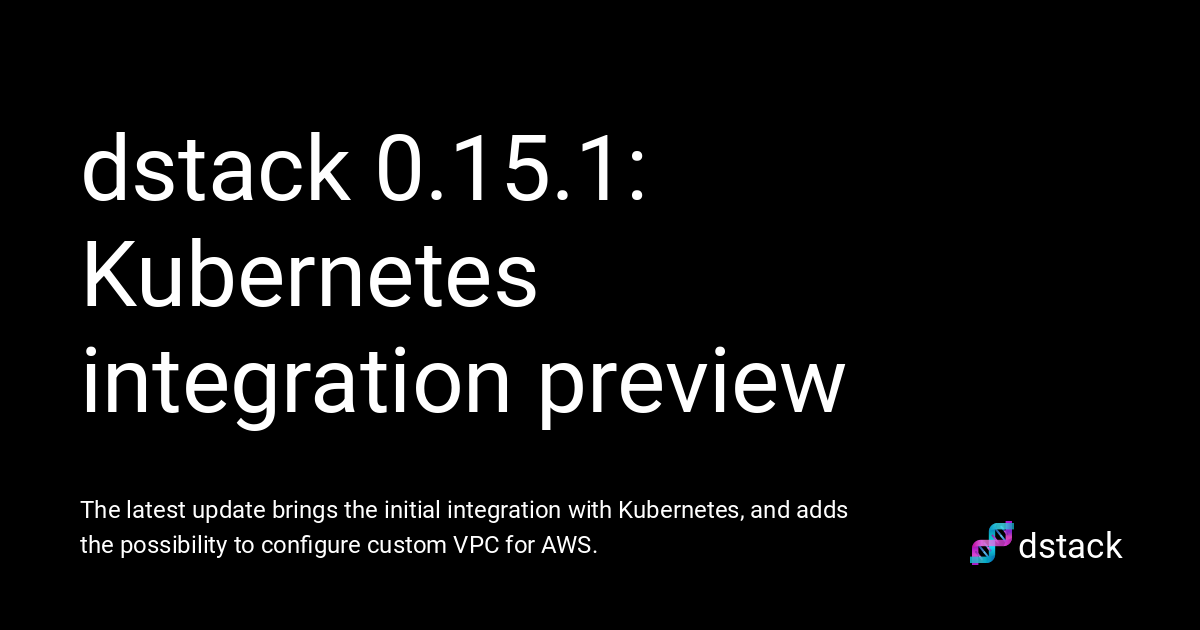 dstack 0.15.1:
Kubernetes
integration preview
The latest update brings the initial integration with Kubernetes, and adds
the possibility to configure custom VPC for AWS.
dstack